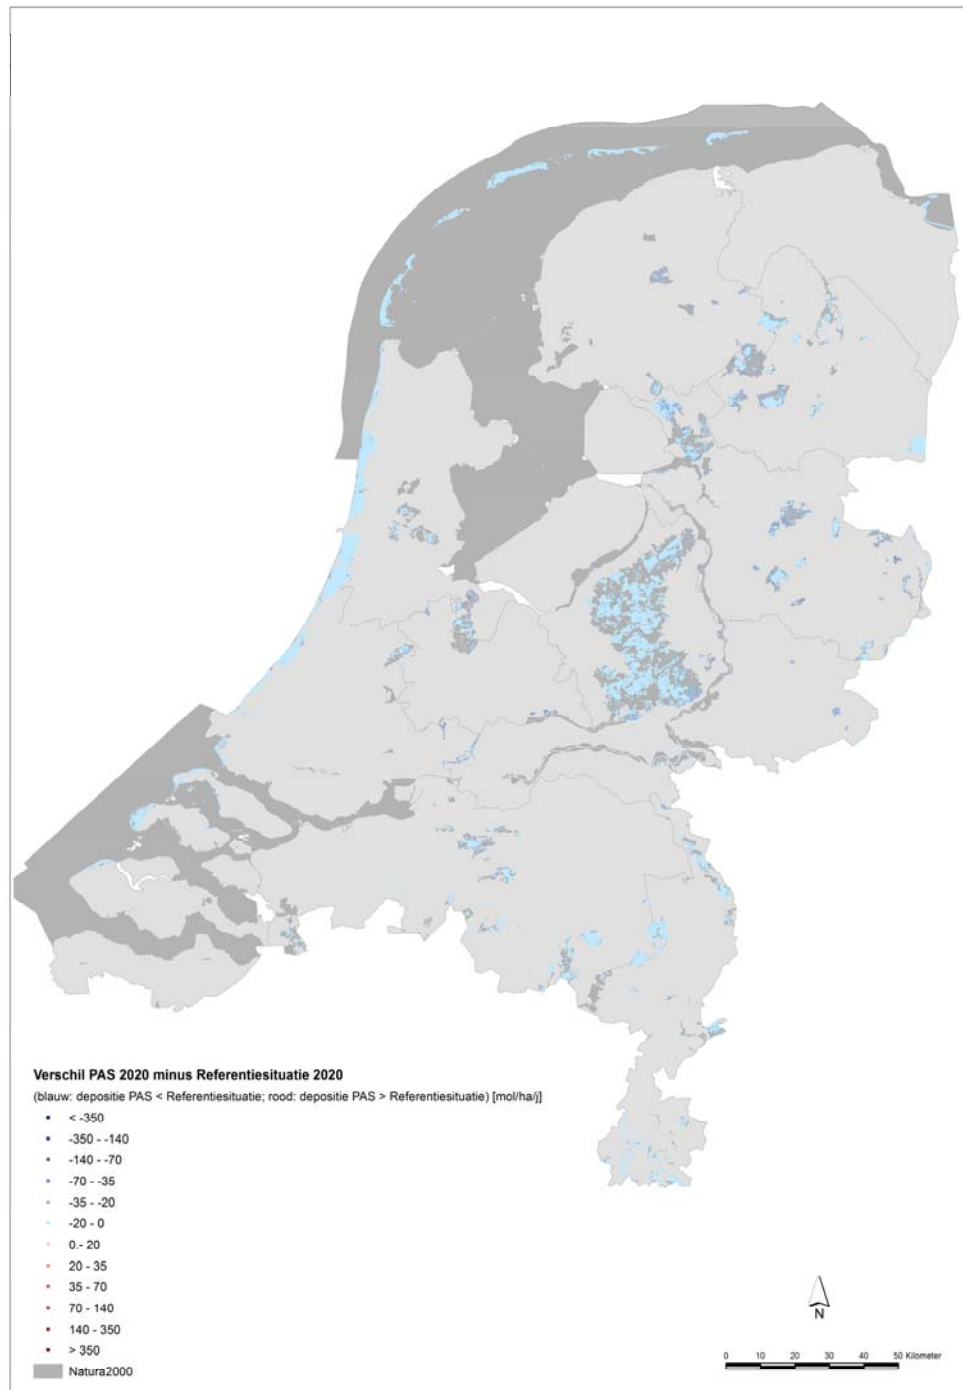 Verschil PAS 2020 minus Referentiesituatie 2020
(blauw: depositie PAS < Referentiesituatie; rood: depositie PAS > Referentiesituatie) [mol/ha/j]
< -350
-350 - -140
-140 - -70
-70 - -35
-35 - -20
-20 - 0
0.- 20
20 - 35
35 - 70
70 - 140
140 - 350
> 350
Natura2000
N
0 10 20 30 40 50 Kilometer